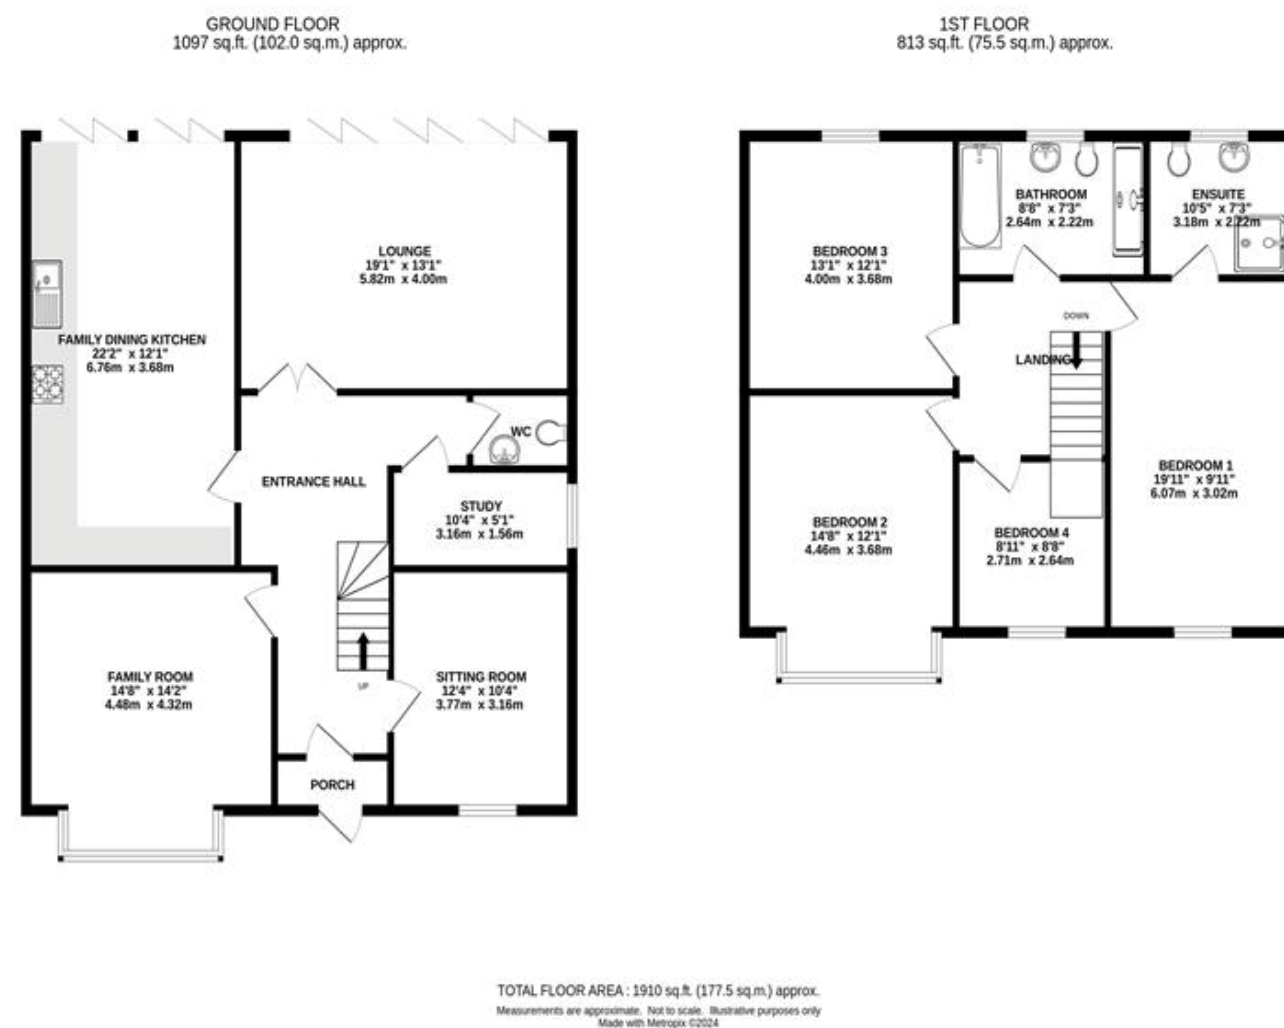 GROUND FLOOR
1097 sq.ft. (102.0 sq.m.) approx.
1ST FLOOR
813 sq.ft. (75.5 sq.m.) approx.
LOUNGE
19'1" x 13'1"
5.82m x 4.00m
FAMILY DINING KITCHEN
22'2" x 12'1"
6.76m x 3.68m
WC
ENTRANCE HALL
STUDY
10'4" x 5'1"
3.16m x 1.56m
FAMILY ROOM
14'8" x 14'2"
4.48m x 4.32m
UP
SITTING ROOM
12'4" x 10'4"
3.77m x 3.16m
PORCH
BEDROOM 3
13'1" x 12'1"
4.00m x 3.68m
BATHROOM
8'8" x 7'3"
2.64m x 2.22m
ENSUITE
10'5" x 7'3"
3.18m x 2.22m
DOWN
LANDING
BEDROOM 1
19'11" x 9'11"
6.07m x 3.02m
BEDROOM 2
14'8" x 12'1"
4.46m x 3.68m
BEDROOM 4
8'11" x 8'8"
2.71m x 2.64m
TOTAL FLOOR AREA : 1910 sq.ft. (177.5 sq.m.) approx.
Measurements are approximate. Not to scale. Illustrative purposes only
Made with Metropix ©2024